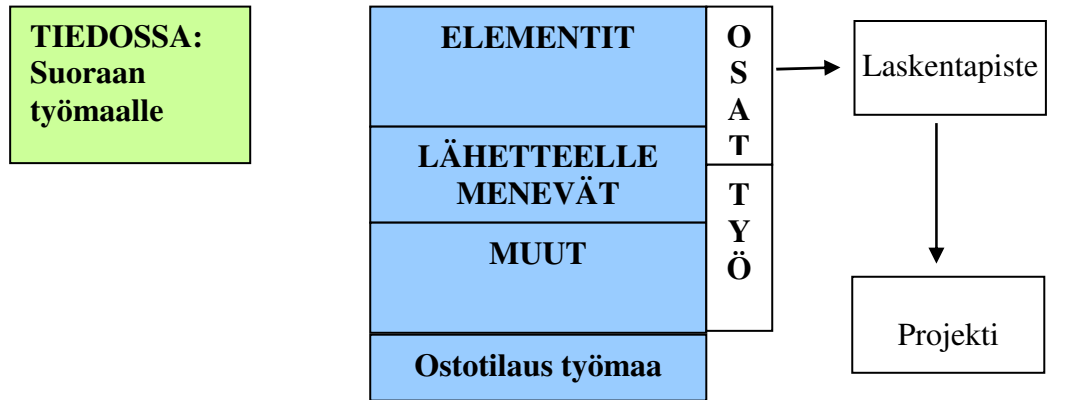 TIEDOSSA:
Suoraan
työmaalle
ELEMENTIT
LÄHETTEELLE
MENEVÄT
MUUT
Ostotilaus työmaa
O
S
A
T
T
Y
Ö
Laskentapiste
Projekti